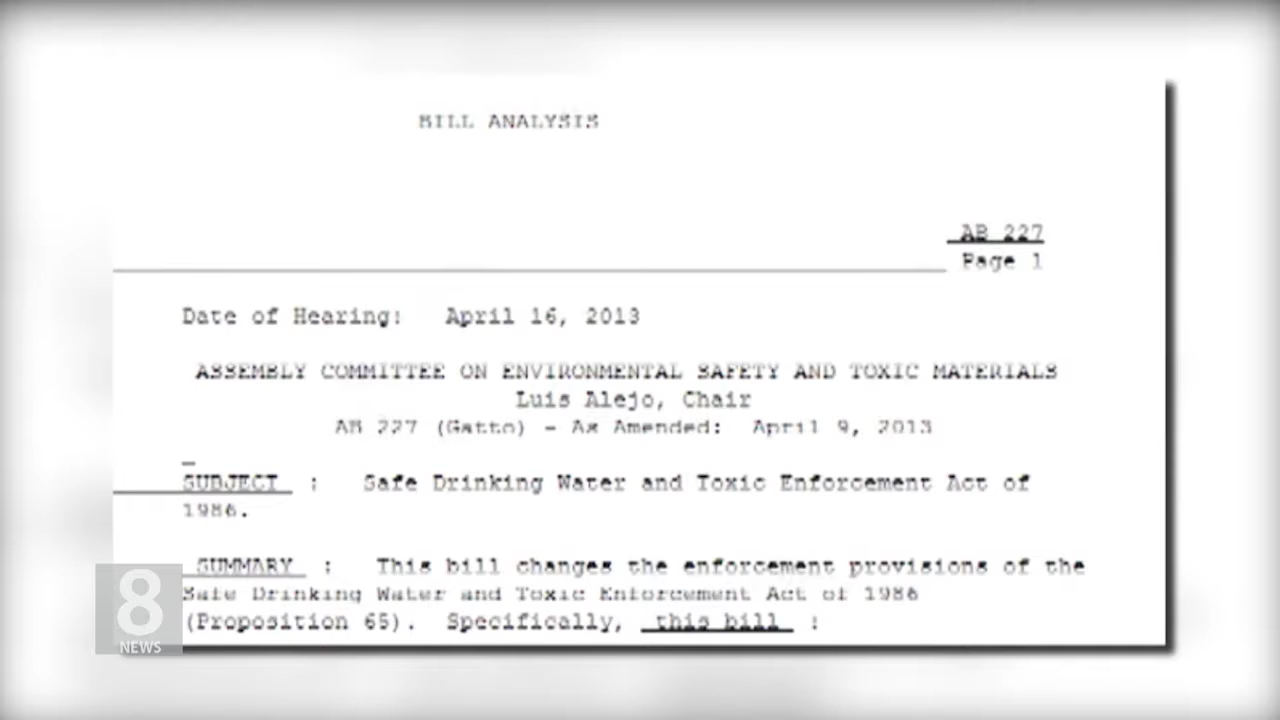 BILL ANALYSIS
AB 227
Page 1
Date of Hearing: April 16, 2013
ASSEMBLY COMMITTEE ON ENVIRONMENTAL SAFETY AND TOXIC MATERIALS
Luis Alejo, Chair
AB 227 (Gatto) - As Amended: April 9, 2013
SUBJECT : Safe Drinking Water and Toxic Enforcement Act of
1986.
SUMMARY : This bill changes the enforcement provisions of the
Safe Drinking Water and Toxic Enforcement Act of 1986
(Proposition 65). Specifically, this bill :
8
NEWS